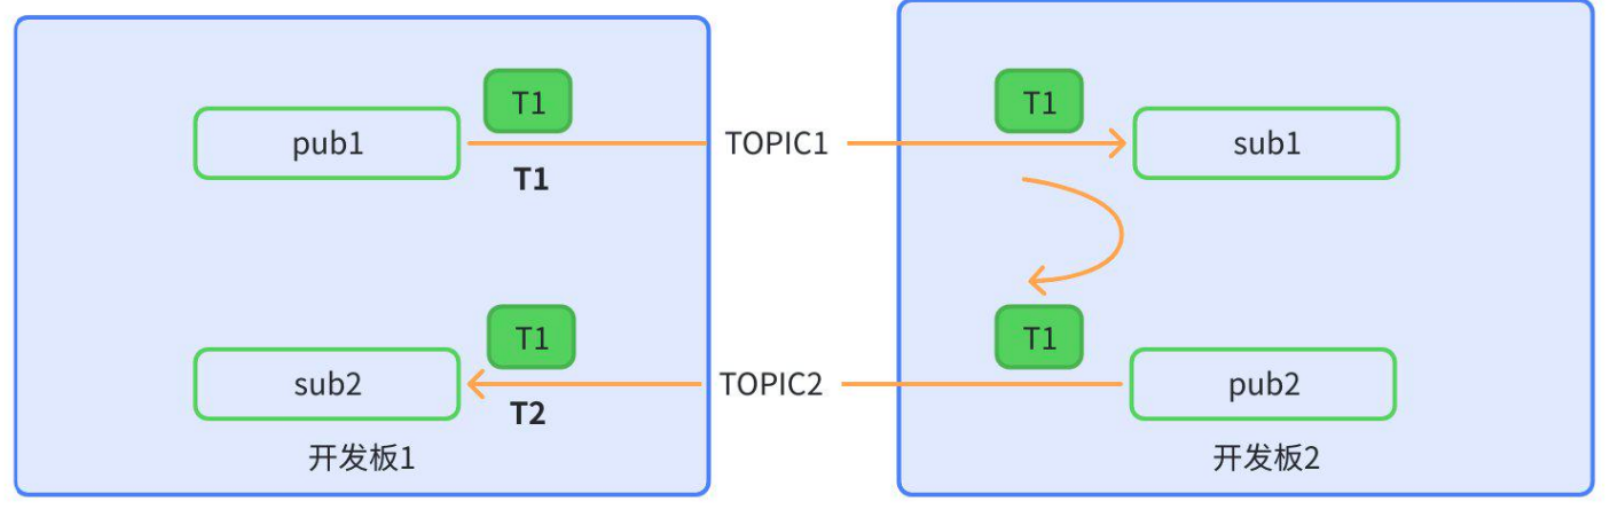 T1
T1
pub1
TOPIC1
sub1
T1
T1
T1
sub2
TOPIC2
pub2
T2
开发板1
开发板2